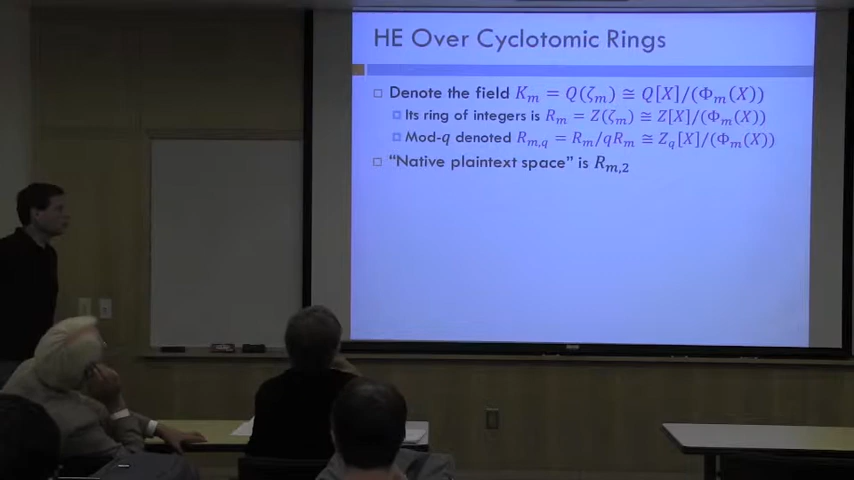 HE Over Cyclotomic Rings
Denote the field K_m = Q(ζ_m) ≅ Q[X]/(Φ_m(X))
Its ring of integers is R_m = Z(ζ_m) ≅ Z[X]/(Φ_m(X))
Mod-q denoted R_{m,q} = R_m/qR_m ≅ Z_q[X]/(Φ_m(X))
“Native plaintext space” is R_{m,2}